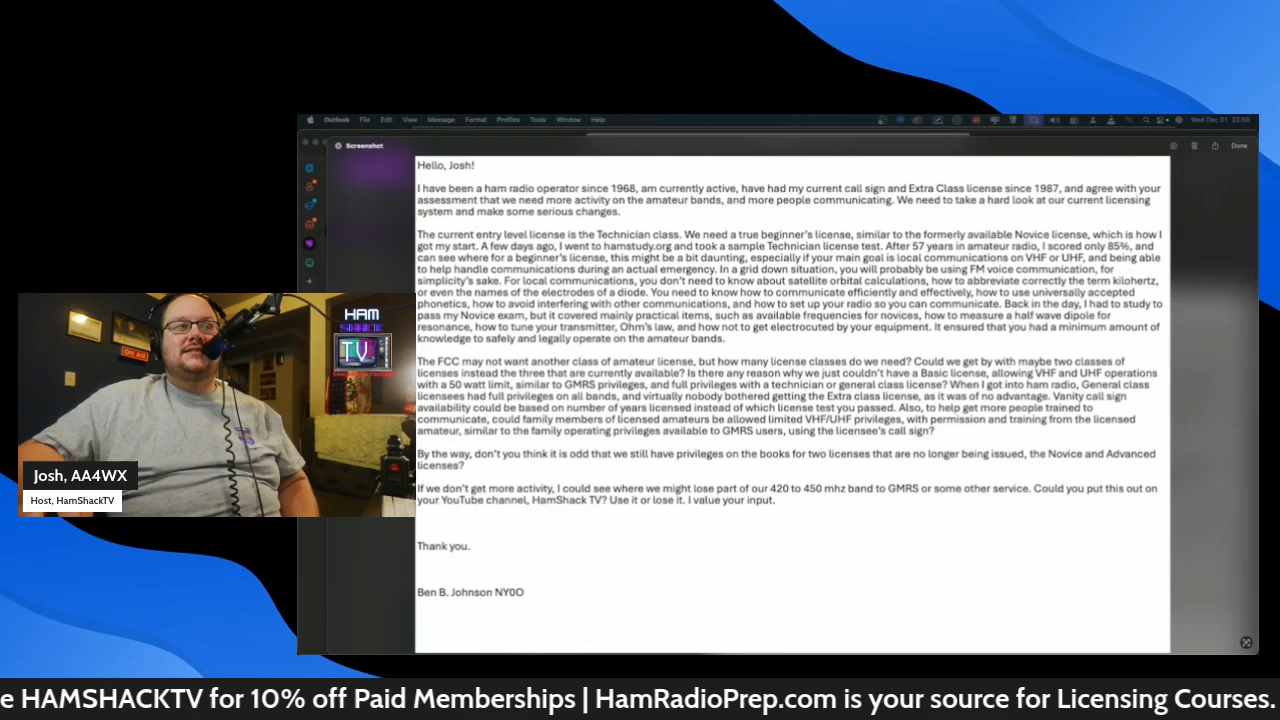 Outlook File Edit View Message Format Profiles Tools Window Help Wed Dec 31 22:50
Screenshot Done
Hello, Josh!
I have been a ham radio operator since 1968, am currently active, have had my current call sign and Extra Class license since 1987, and agree with your
assessment that we need more activity on the amateur bands, and more people communicating. We need to take a hard look at our current licensing
system and make some serious changes.
The current entry level license is the Technician class. We need a true beginner's license, similar to the formerly available Novice license, which is how I
got my start. A few days ago, I went to hamstudy.org and took a sample Technician license test. After 57 years in amateur radio, I scored only 85%, and
can see where for a beginner's license, this might be a bit daunting, especially if your main goal is local communications on VHF or UHF, and being able
to help handle communications during an actual emergency. In a grid down situation, you will probably be using FM voice communication, for
simplicity's sake. For local communications, you don't need to know about satellite orbital calculations, how to abbreviate correctly the term kilohertz,
or even the names of the electrodes of a diode. You need to know how to communicate efficiently and effectively, how to use universally accepted
phonetics, how to avoid interfering with other communications, and how to set up your radio so you can communicate. Back in the day, I had to study to
pass my Novice exam, but it covered mainly practical items, such as available frequencies for novices, how to measure a half wave dipole for
resonance, how to tune your transmitter, Ohm's law, and how not to get electrocuted by your equipment. It ensured that you had a minimum amount of
knowledge to safely and legally operate on the amateur bands.
The FCC may not want another class of amateur license, but how many license classes do we need? Could we get by with maybe two classes of
licenses instead the three that are currently available? Is there any reason why we just couldn't have a Basic license, allowing VHF and UHF operations
with a 50 watt limit, similar to GMRS privileges, and full privileges with a technician or general class license? When I got into ham radio, General class
licensees had full privileges on all bands, and virtually nobody bothered getting the Extra class license, as it was of no advantage. Vanity call sign
availability could be based on number of years licensed instead of which license test you passed. Also, to help get more people trained to
communicate, could family members of licensed amateurs be allowed limited VHF/UHF privileges, with permission and training from the licensed
amateur, similar to the family operating privileges available to GMRS users, using the licensee's call sign?
By the way, don't you think it is odd that we still have privileges on the books for two licenses that are no longer being issued, the Novice and Advanced
licenses?
If we don't get more activity, I could see where we might lose part of our 420 to 450 mhz band to GMRS or some other service. Could you put this out on
your YouTube channel, HamShack TV? Use it or lose it. I value your input.
Thank you.
Ben B. Johnson NY0O
ON AIR
HAM
SHACK
TV
Josh, AA4WX
Host, HamShackTV
e HAMSHACKTV for 10% off Paid Memberships | HamRadioPrep.com is your source for Licensing Courses.